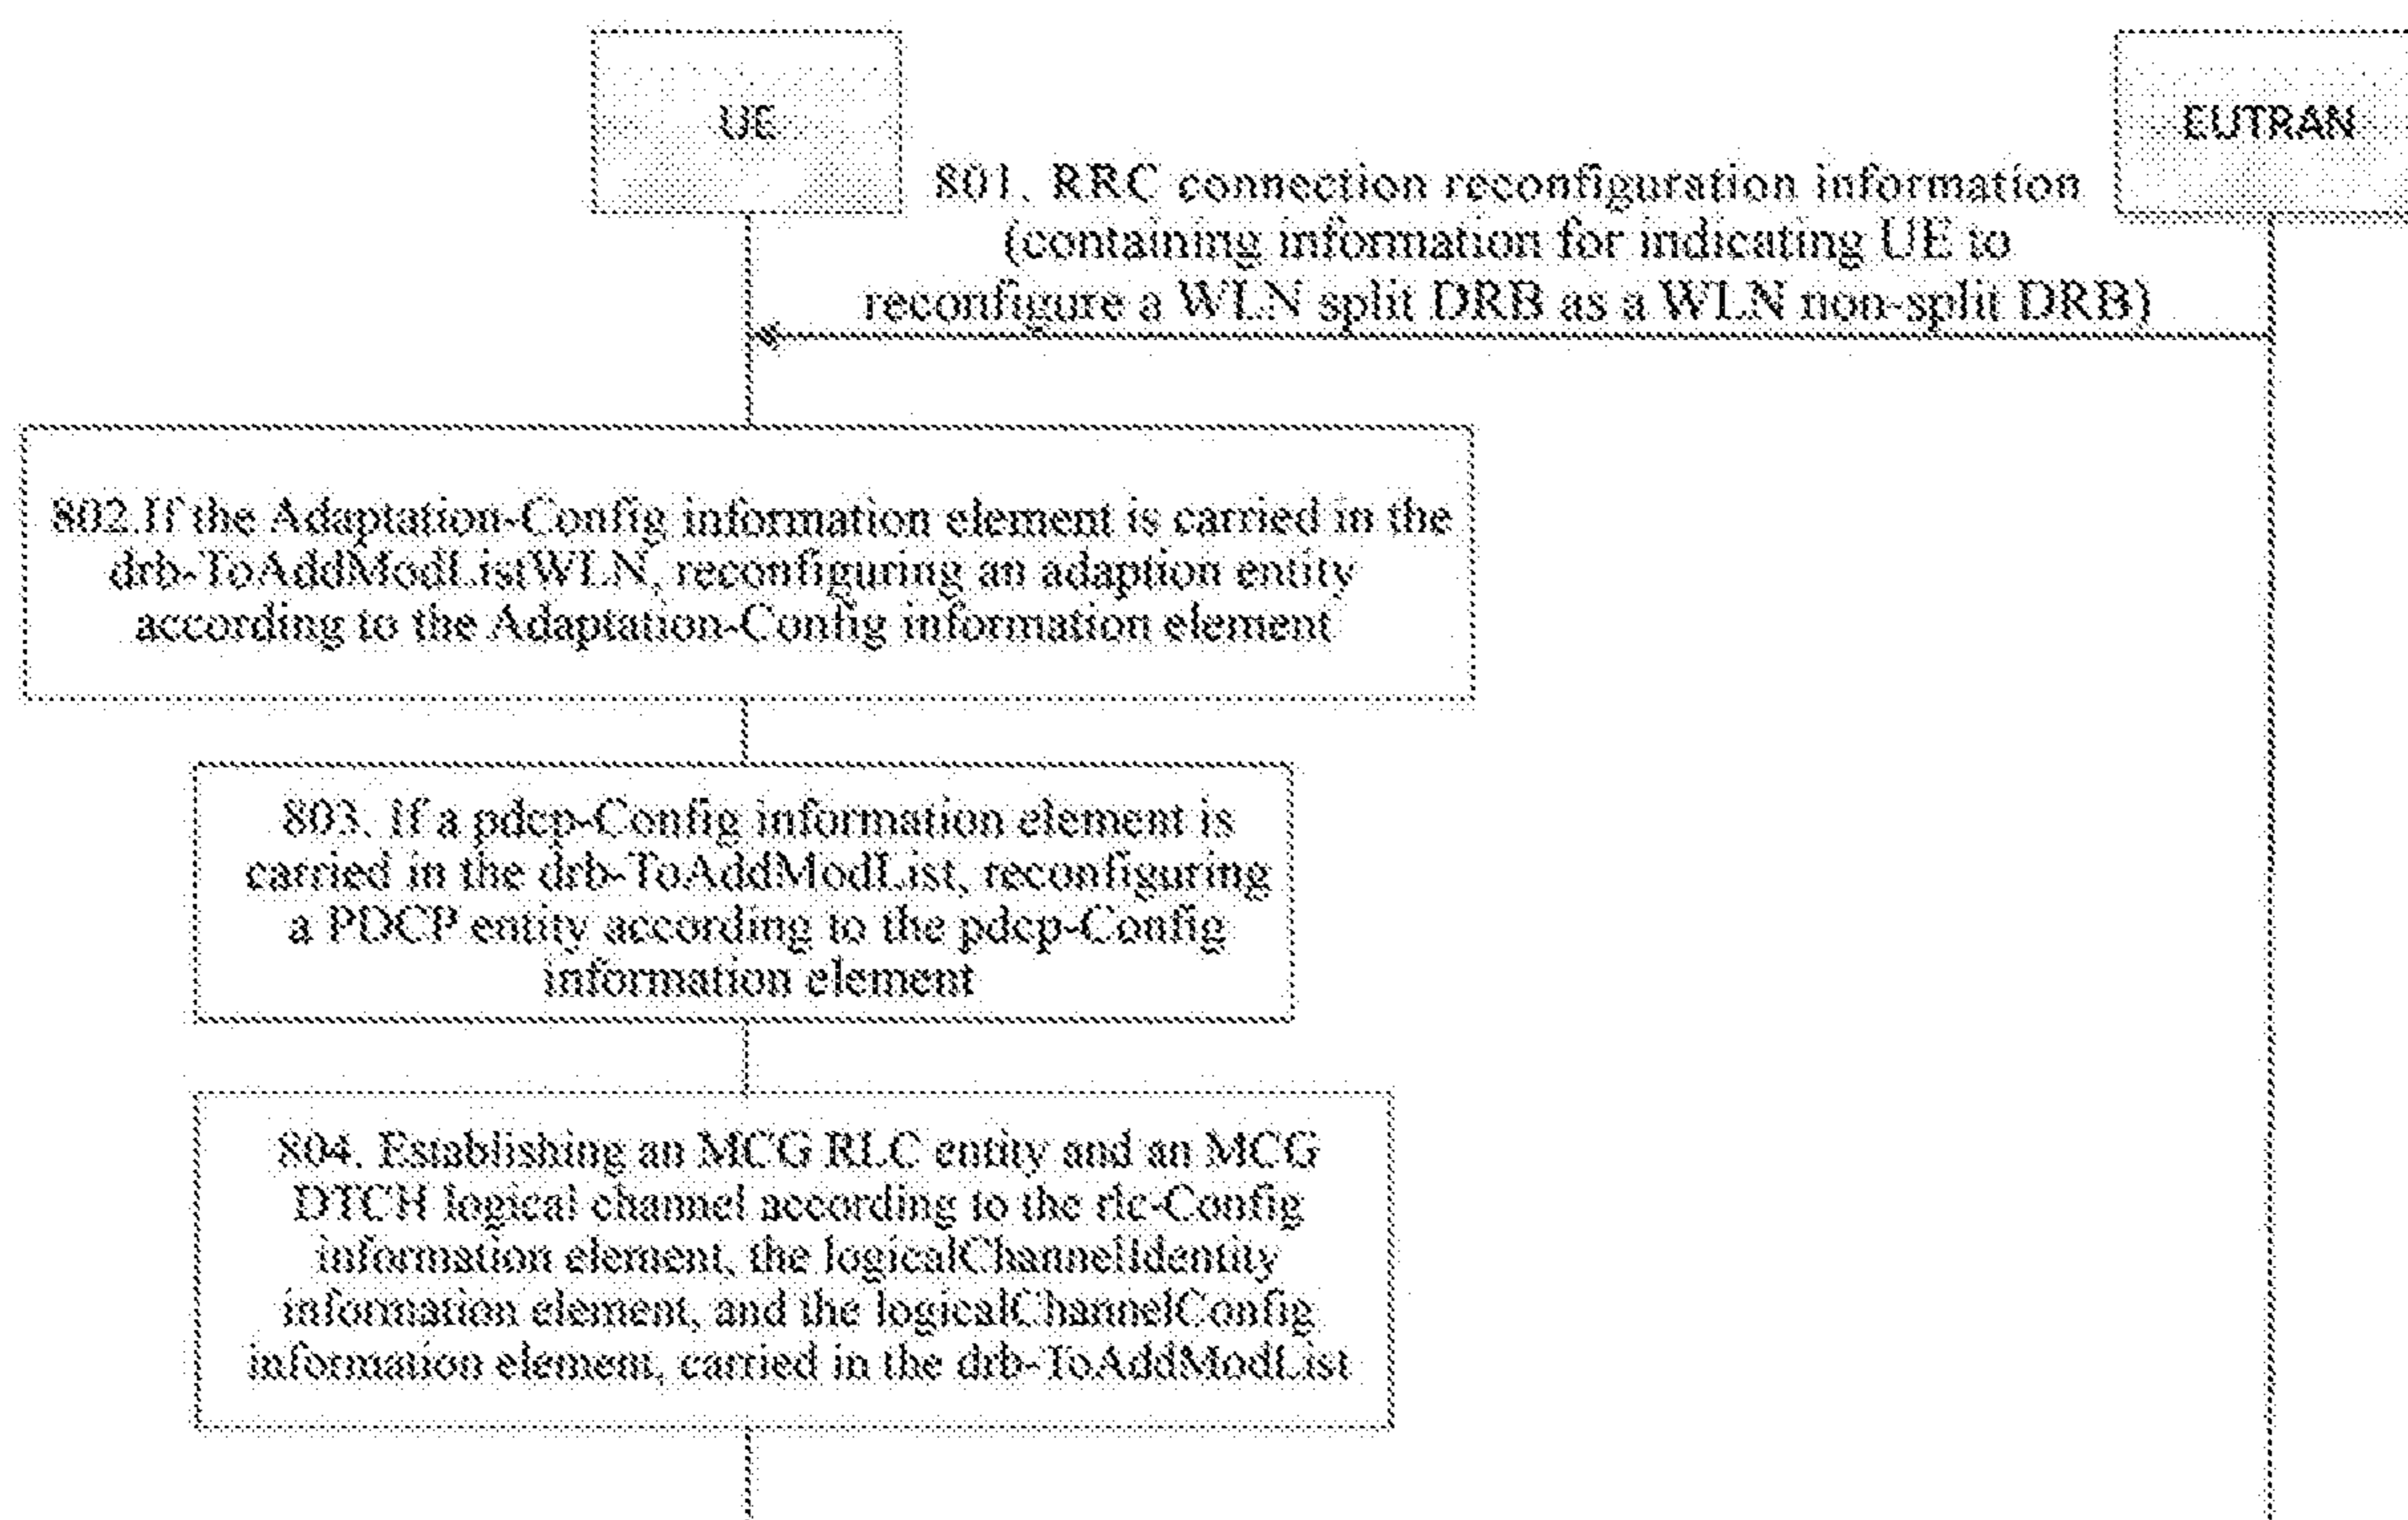 UE
EUTRAN
801. RRC connection reconfiguration information
(containing information for indicating UE to
reconfigure a WLN split DRB as a WLN non-split DRB)
802.If the Adaptation-Config information element is carried in the
drb-ToAddModListWLN, reconfiguring an adaption entity
according to the Adaptation-Config information element
803. If a pdcp-Config information element is
carried in the drb-ToAddModList, reconfiguring
a PDCP entity according to the pdcp-Config
information element
804. Establishing an MCG RLC entity and an MCG
DTCH logical channel according to the rlc-Config
information element, the logicalChannelIdentity
information element, and the logicalChannelConfig
information element, carried in the drb-ToAddModList